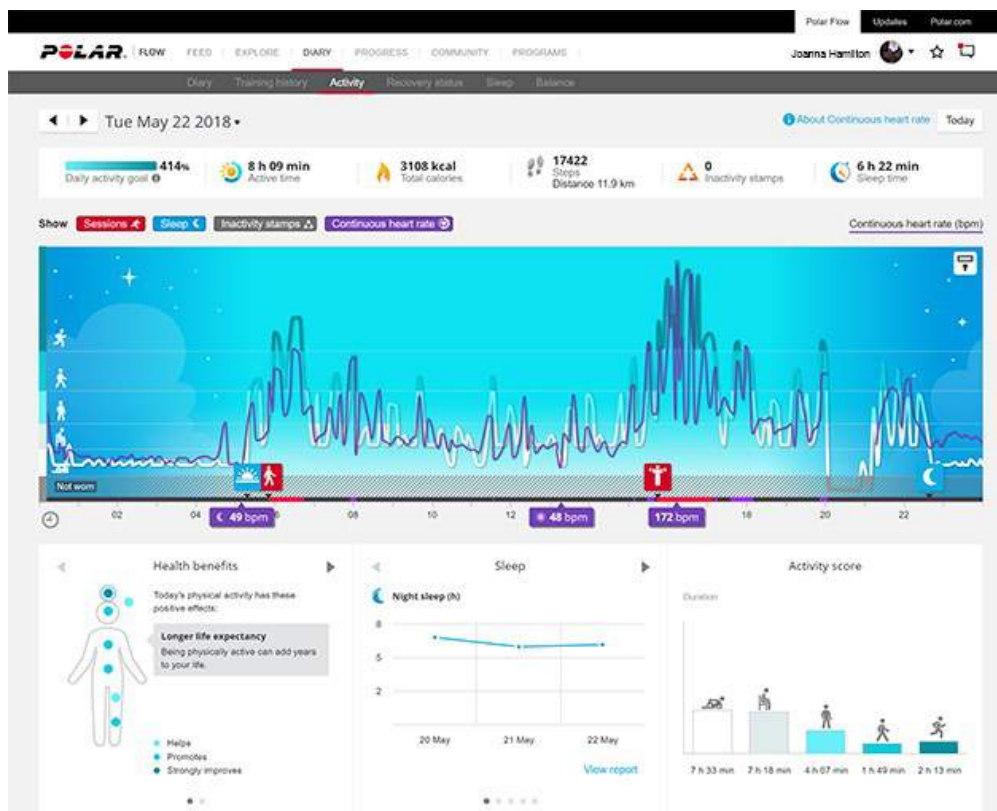 Polar Flow Updates Polar.com
POLAR. FLOW FEED EXPLORE DIARY PROGRESS COMMUNITY PROGRAMS Joanna Hamilton
Diary Training history Activity Recovery status Sleep Balance
Tue May 22 2018 About Continuous heart rate Today
414%
Daily activity goal
8 h 09 min
Active time
3108 kcal
Total calories
17422
Steps
Distance 11.9 km
0
Inactivity stamps
6 h 22 min
Sleep time
Show Sessions Sleep Inactivity stamps Continuous heart rate Continuous heart rate (bpm)
Not worn
02 04 6 08 10 12 18 20 22
49 bpm 48 bpm 172 bpm
Health benefits
Today's physical activity has these
positive effects:
Longer life expectancy
Being physically active can add years
to your life.
Helps
Promotes
Strongly improves
Sleep
Night sleep (h)
8
5
2
20 May 21 May 22 May
View report
Activity score
Duration
7 h 33 min 7 h 18 min 4 h 07 min 1 h 49 min 2 h 13 min